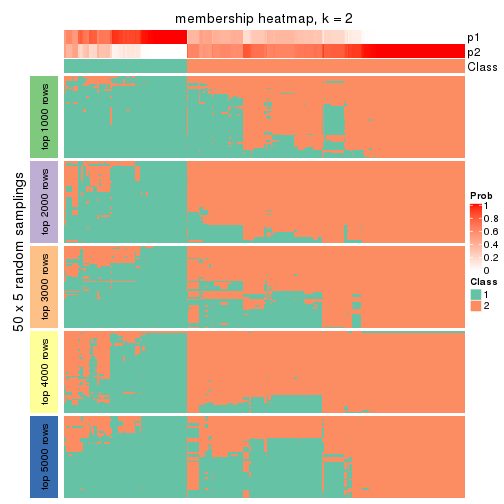 membership heatmap, k = 2
p1
p2
Class
50 x 5 random samplings
top 1000 rows
top 2000 rows
top 3000 rows
top 4000 rows
top 5000 rows
Prob
1
0.8
0.6
0.4
0.2
0
Class
1
2